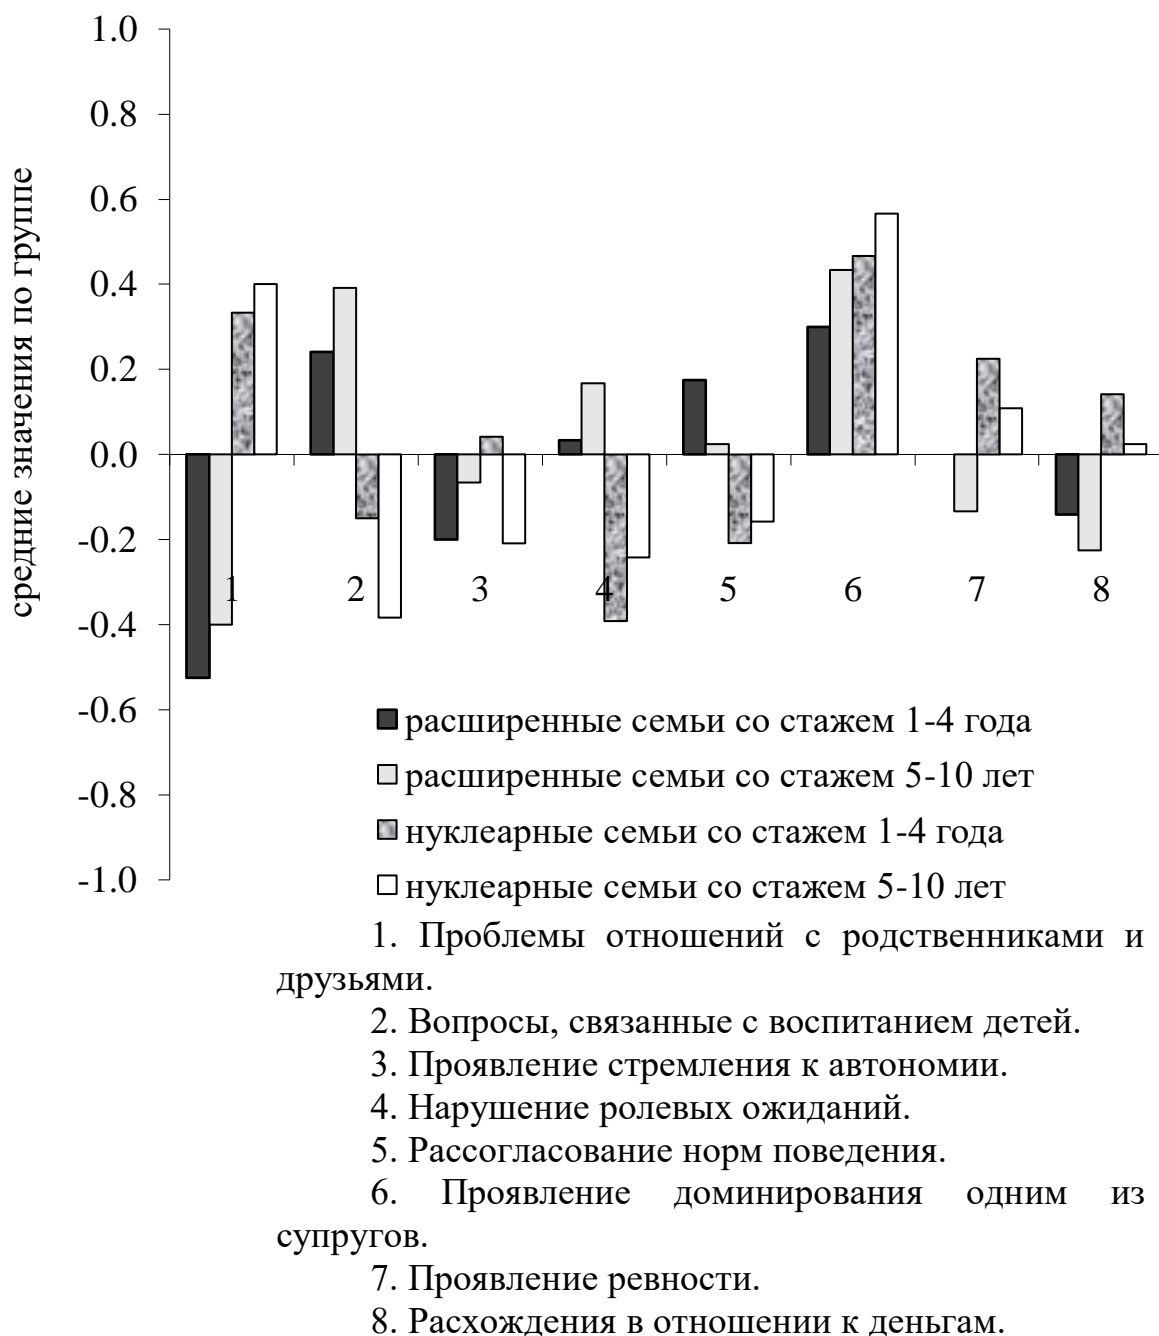 средние значения по группе
1.0
0.8
0.6
0.4
0.2
0.0
-0.2
-0.4
-0.6
-0.8
-1.0
1 2 3 4 5 6 7 8
расширенные семьи со стажем 1-4 года
расширенные семьи со стажем 5-10 лет
нуклеарные семьи со стажем 1-4 года
нуклеарные семьи со стажем 5-10 лет
1. Проблемы отношений с родственниками и
друзьями.
2. Вопросы, связанные с воспитанием детей.
3. Проявление стремления к автономии.
4. Нарушение ролевых ожиданий.
5. Рассогласование норм поведения.
6. Проявление доминирования одним из
супругов.
7. Проявление ревности.
8. Расхождения в отношении к деньгам.